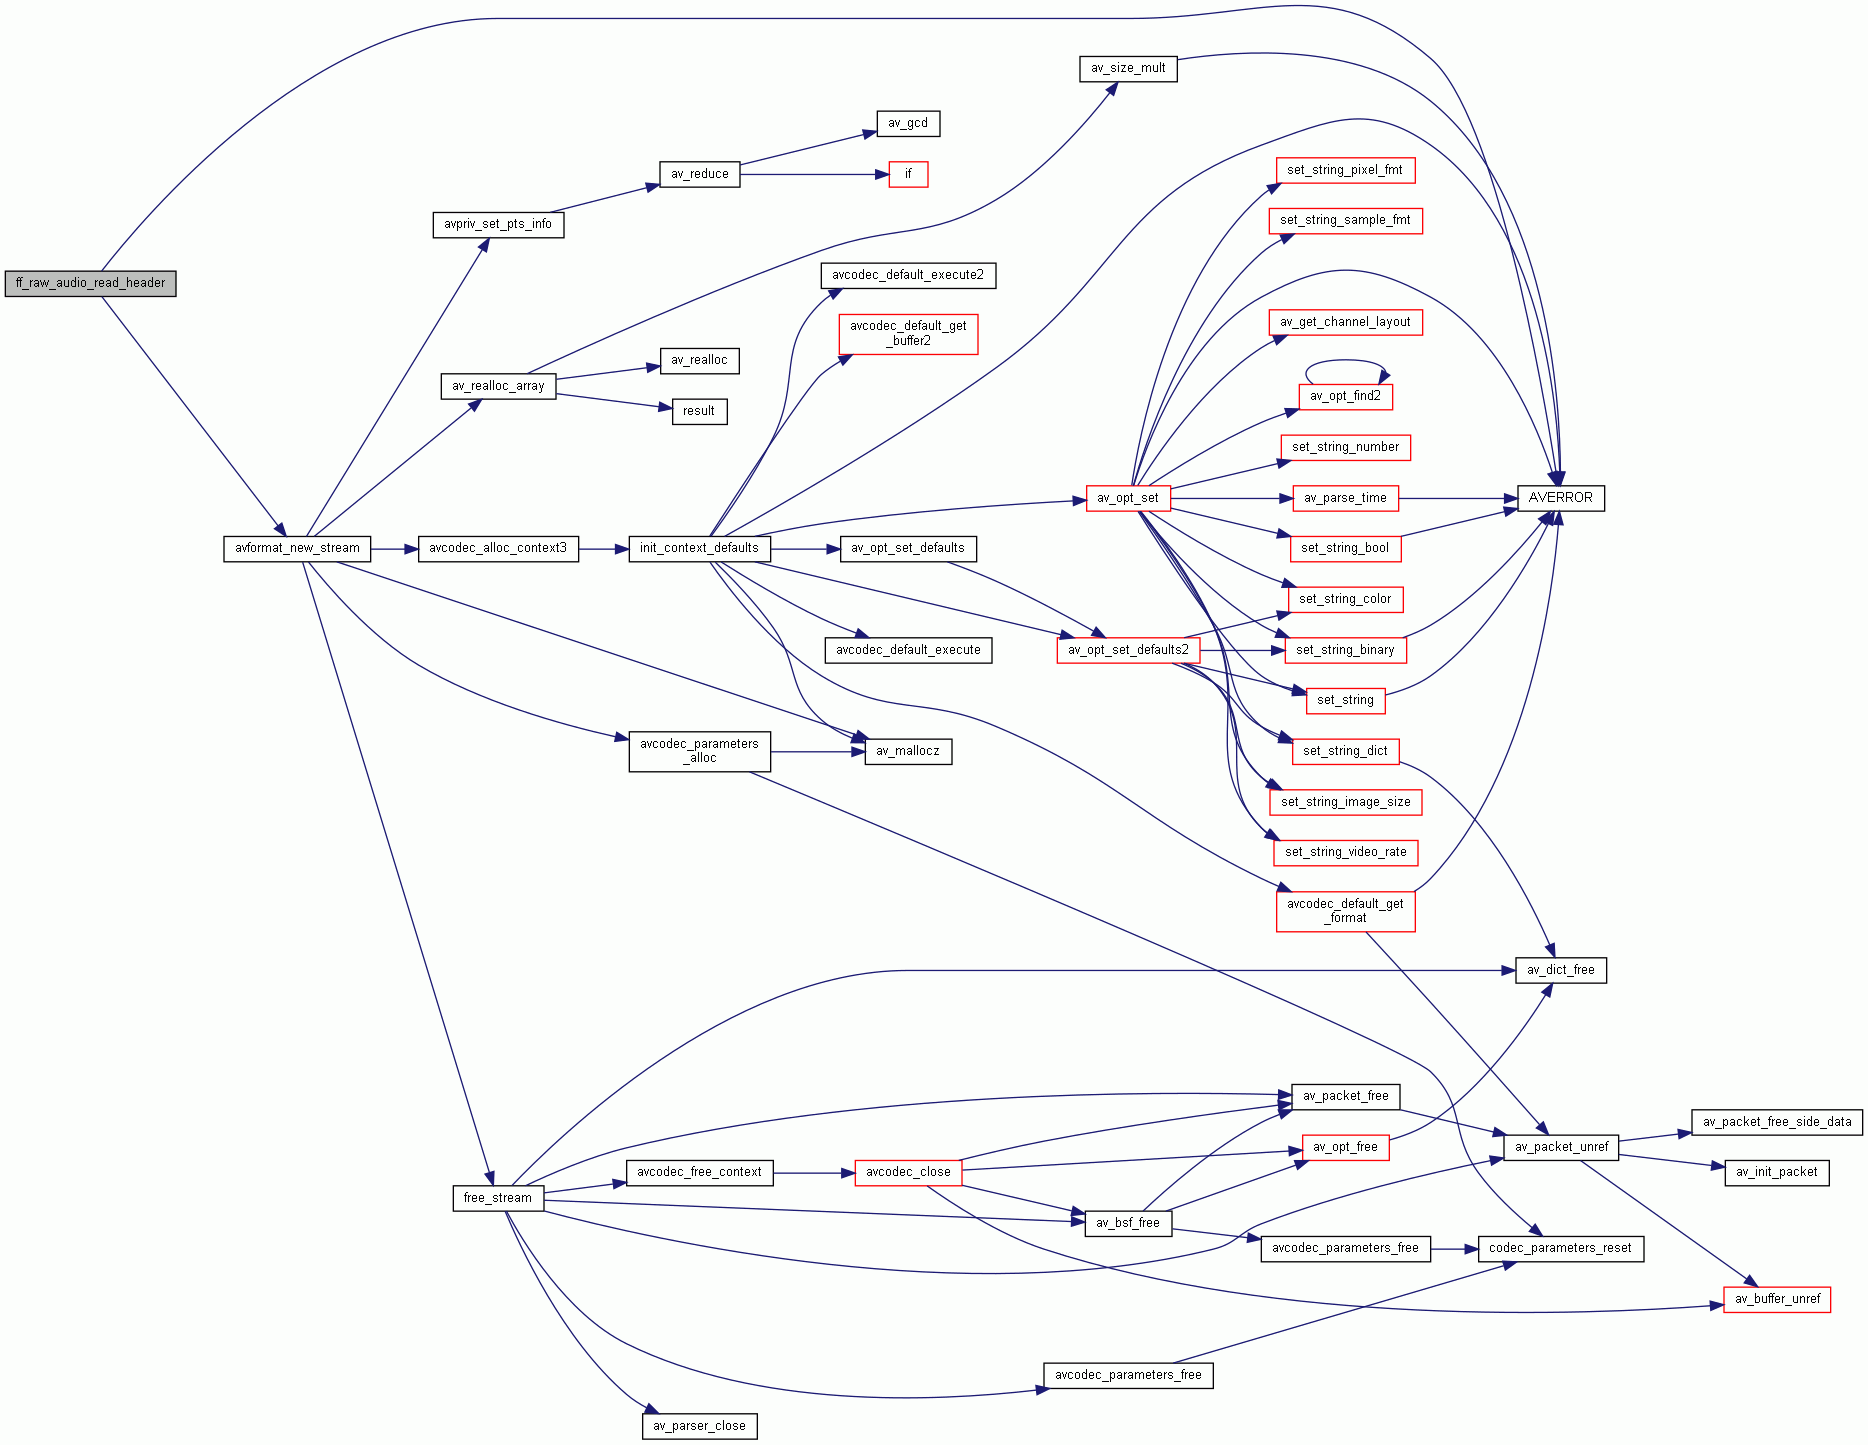 av_size_mult
av_gcd
av_reduce
if
set_string_pixel_fmt
avpriv_set_pts_info
set_string_sample_fmt
ff_raw_audio_read_header
avcodec_default_execute2
avcodec_default_get
_buffer2
av_get_channel_layout
av_realloc
av_realloc_array
result
av_opt_find2
set_string_number
av_opt_set
av_parse_time
AVERROR
avformat_new_stream
avcodec_alloc_context3
init_context_defaults
av_opt_set_defaults
set_string_bool
set_string_color
avcodec_default_execute
av_opt_set_defaults2
set_string_binary
set_string
avcodec_parameters
_alloc
av_mallocz
set_string_dict
set_string_image_size
set_string_video_rate
avcodec_default_get
_format
av_dict_free
av_packet_free
av_packet_free_side_data
av_opt_free
av_packet_unref
avcodec_free_context
avcodec_close
av_init_packet
free_stream
av_bsf_free
avcodec_parameters_free
codec_parameters_reset
av_buffer_unref
avcodec_parameters_free
av_parser_close